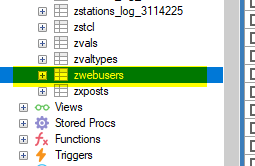 zstations_log_3114225
zstcl
zvals
zvaltypes
zwebusers
zxposts
Views
Stored Procs
Functions
Triggers